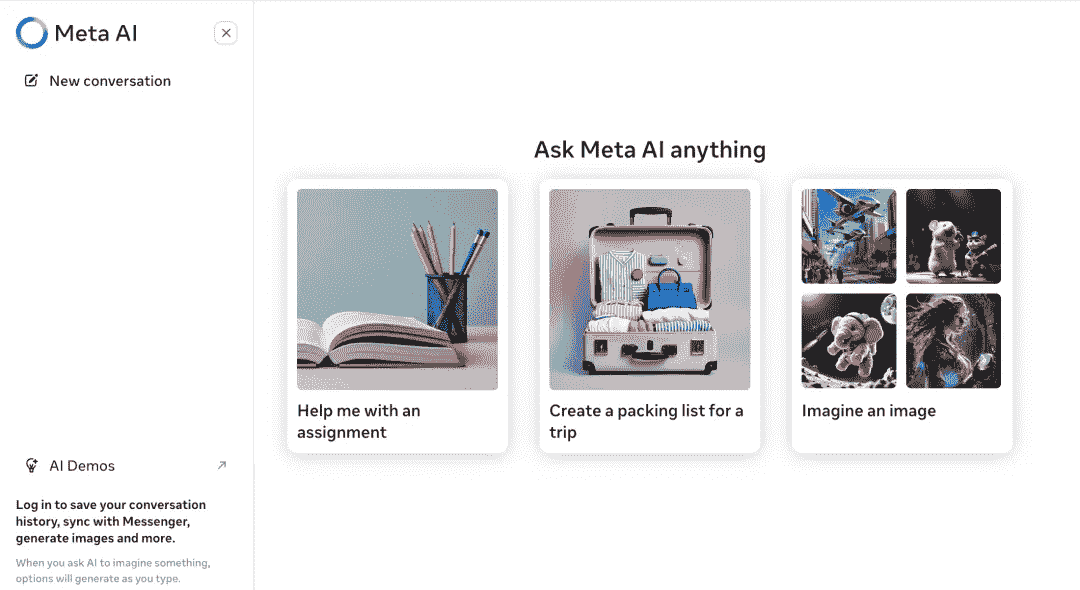 Meta AI
New conversation
Ask Meta AI anything
Help me with an
assignment
Create a packing list for a
trip
Imagine an image
AI Demos
Log in to save your conversation
history, sync with Messenger,
generate images and more.
When you ask AI to imagine something,
options will generate as you type.